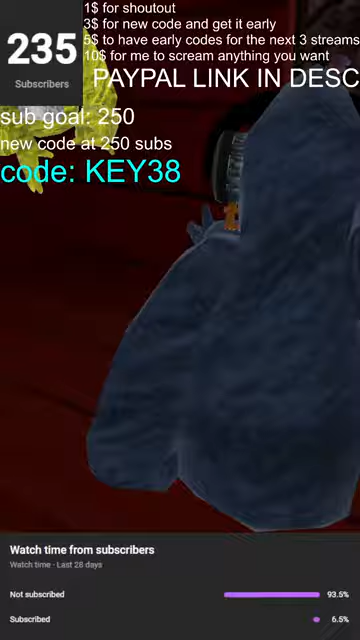 235
Subscribers
1$ for shoutout
3$ for new code and get it early
5$ to have early codes for the next 3 streams
10$ for me to scream anything you want
PAYPAL LINK IN DESC
sub goal: 250
new code at 250 subs
code: KEY38
Watch time from subscribers
Watch time · Last 28 days
Not subscribed 93.5%
Subscribed 6.5%